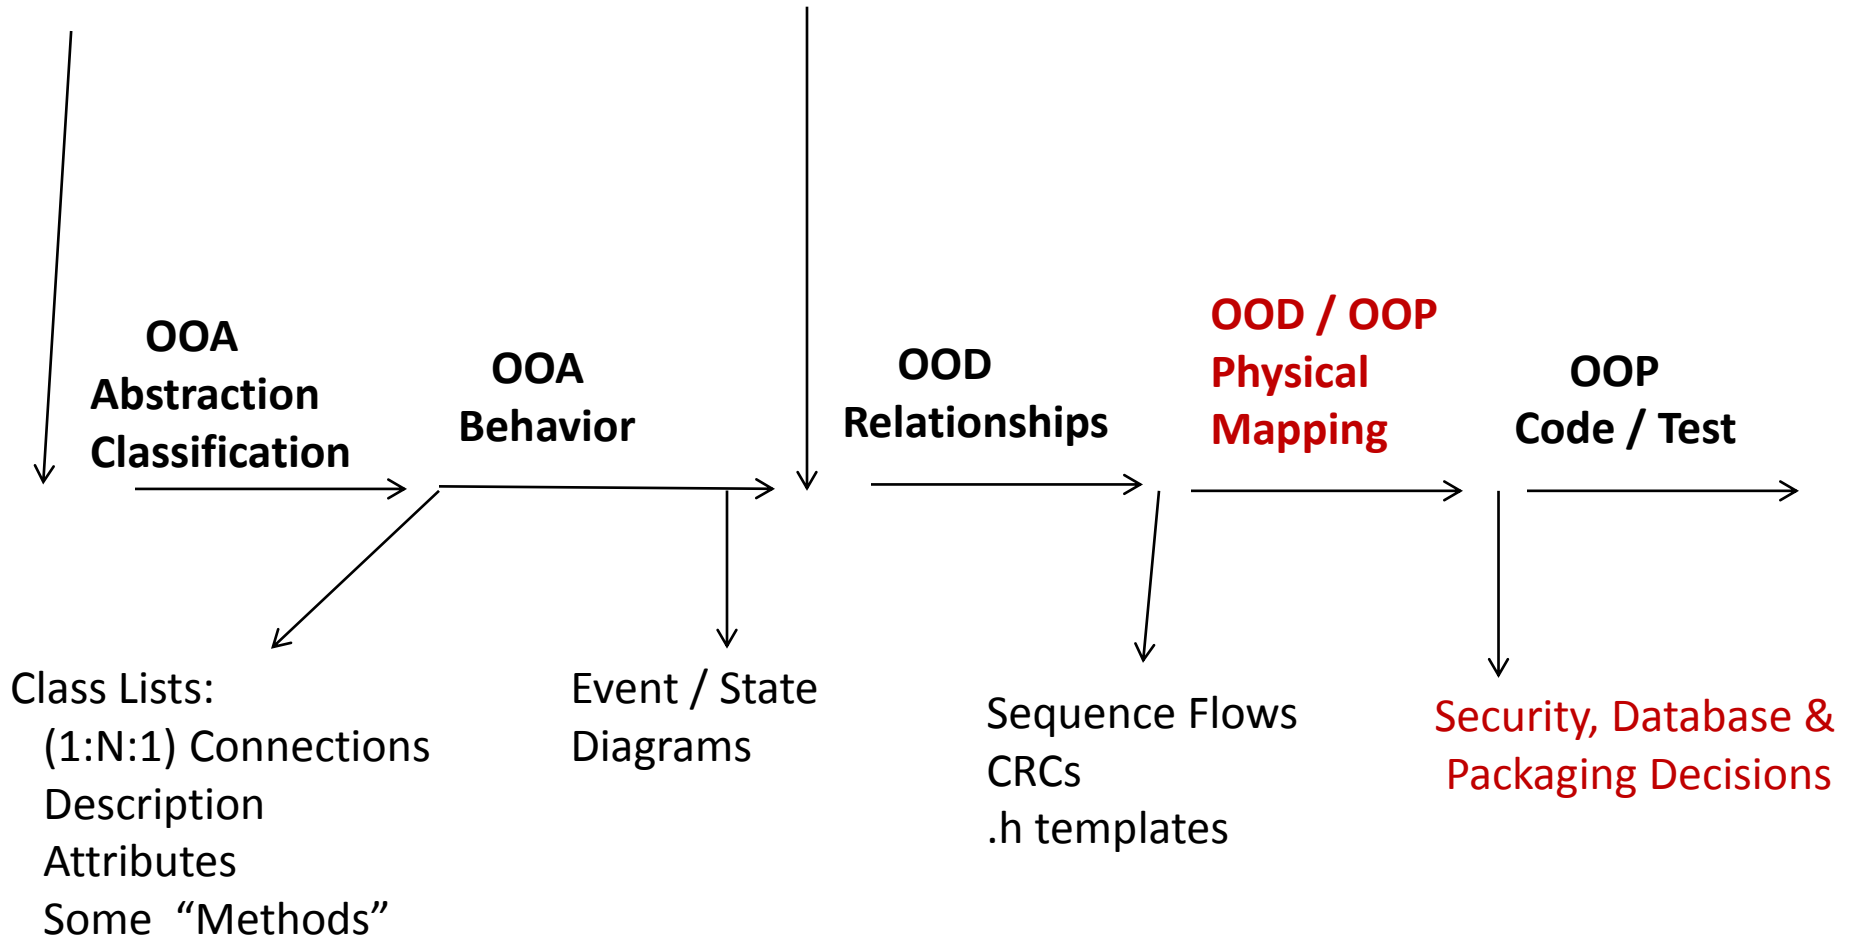 OOA
Abstraction
Classification
OOA
Behavior
OOD
Relationships
OOD / OOP
Physical
Mapping
OOP
Code / Test
Class Lists:
(1:N:1) Connections
Description
Attributes
Some “Methods”
Event / State
Diagrams
Sequence Flows
CRCs
.h templates
Security, Database &
Packaging Decisions